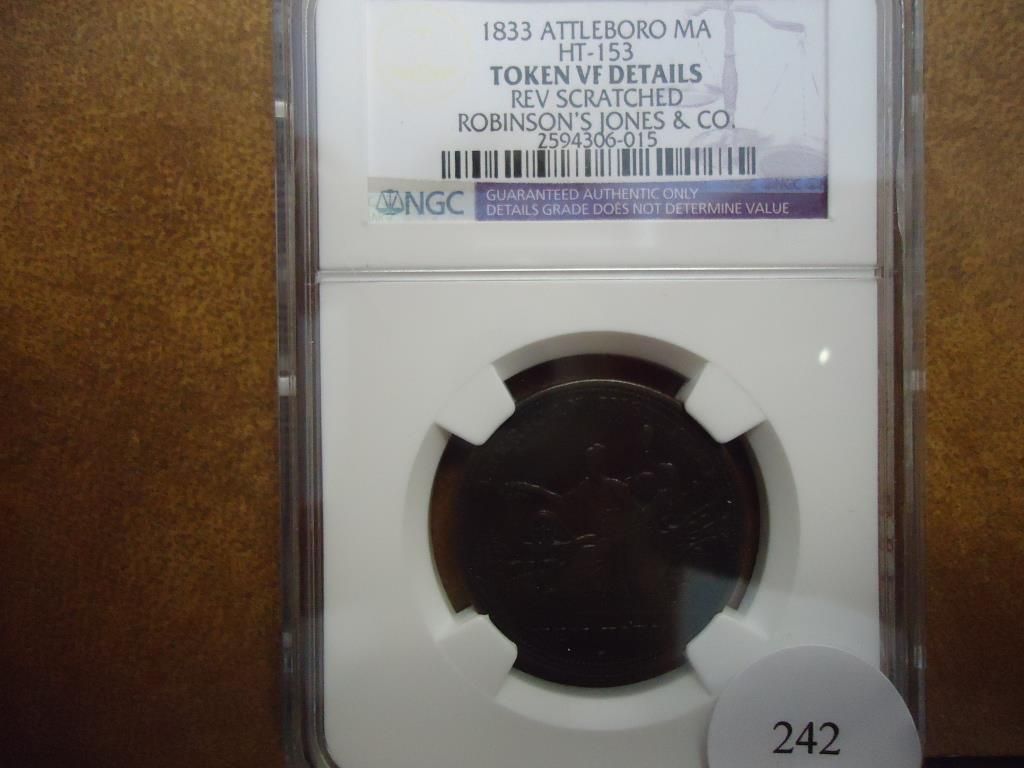 1833 ATTLEBORO MA
HT-153
TOKEN VF DETAILS
REV SCRATCHED
ROBINSON'S JONES & CO.
2594306-015
NGC
GUARANTEED AUTHENTIC ONLY
DETAILS GRADE DOES NOT DETERMINE VALUE
242